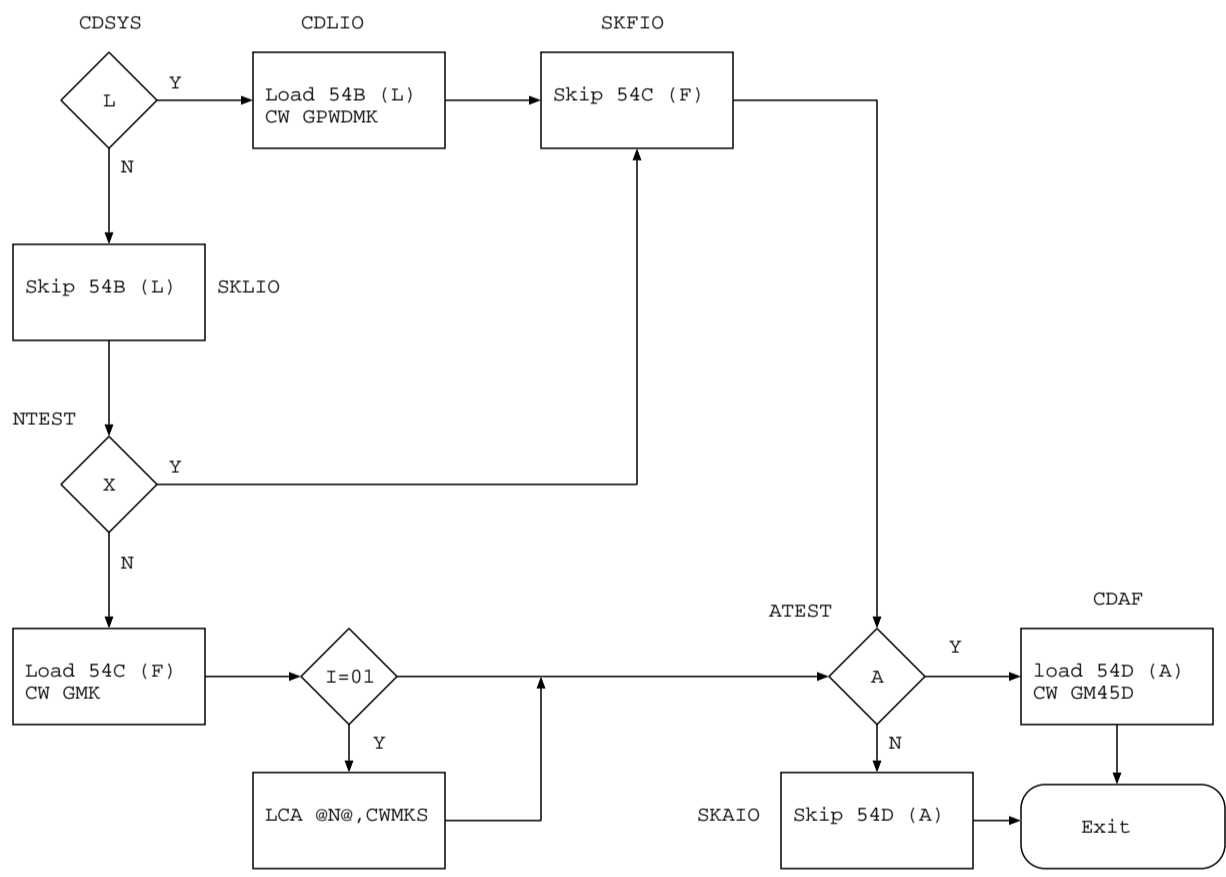 CDSYS
CDLIO
SKFIO
L
Y
Load 54B (L)
CW GPWDMK
Skip 54C (F)
N
Skip 54B (L)
SKLIO
NTEST
X
Y
N
Load 54C (F)
CW GMK
I=01
Y
LCA @N@,CWMKS
ATEST
A
Y
CDAF
load 54D (A)
CW GM45D
N
SKAIO
Skip 54D (A)
Exit